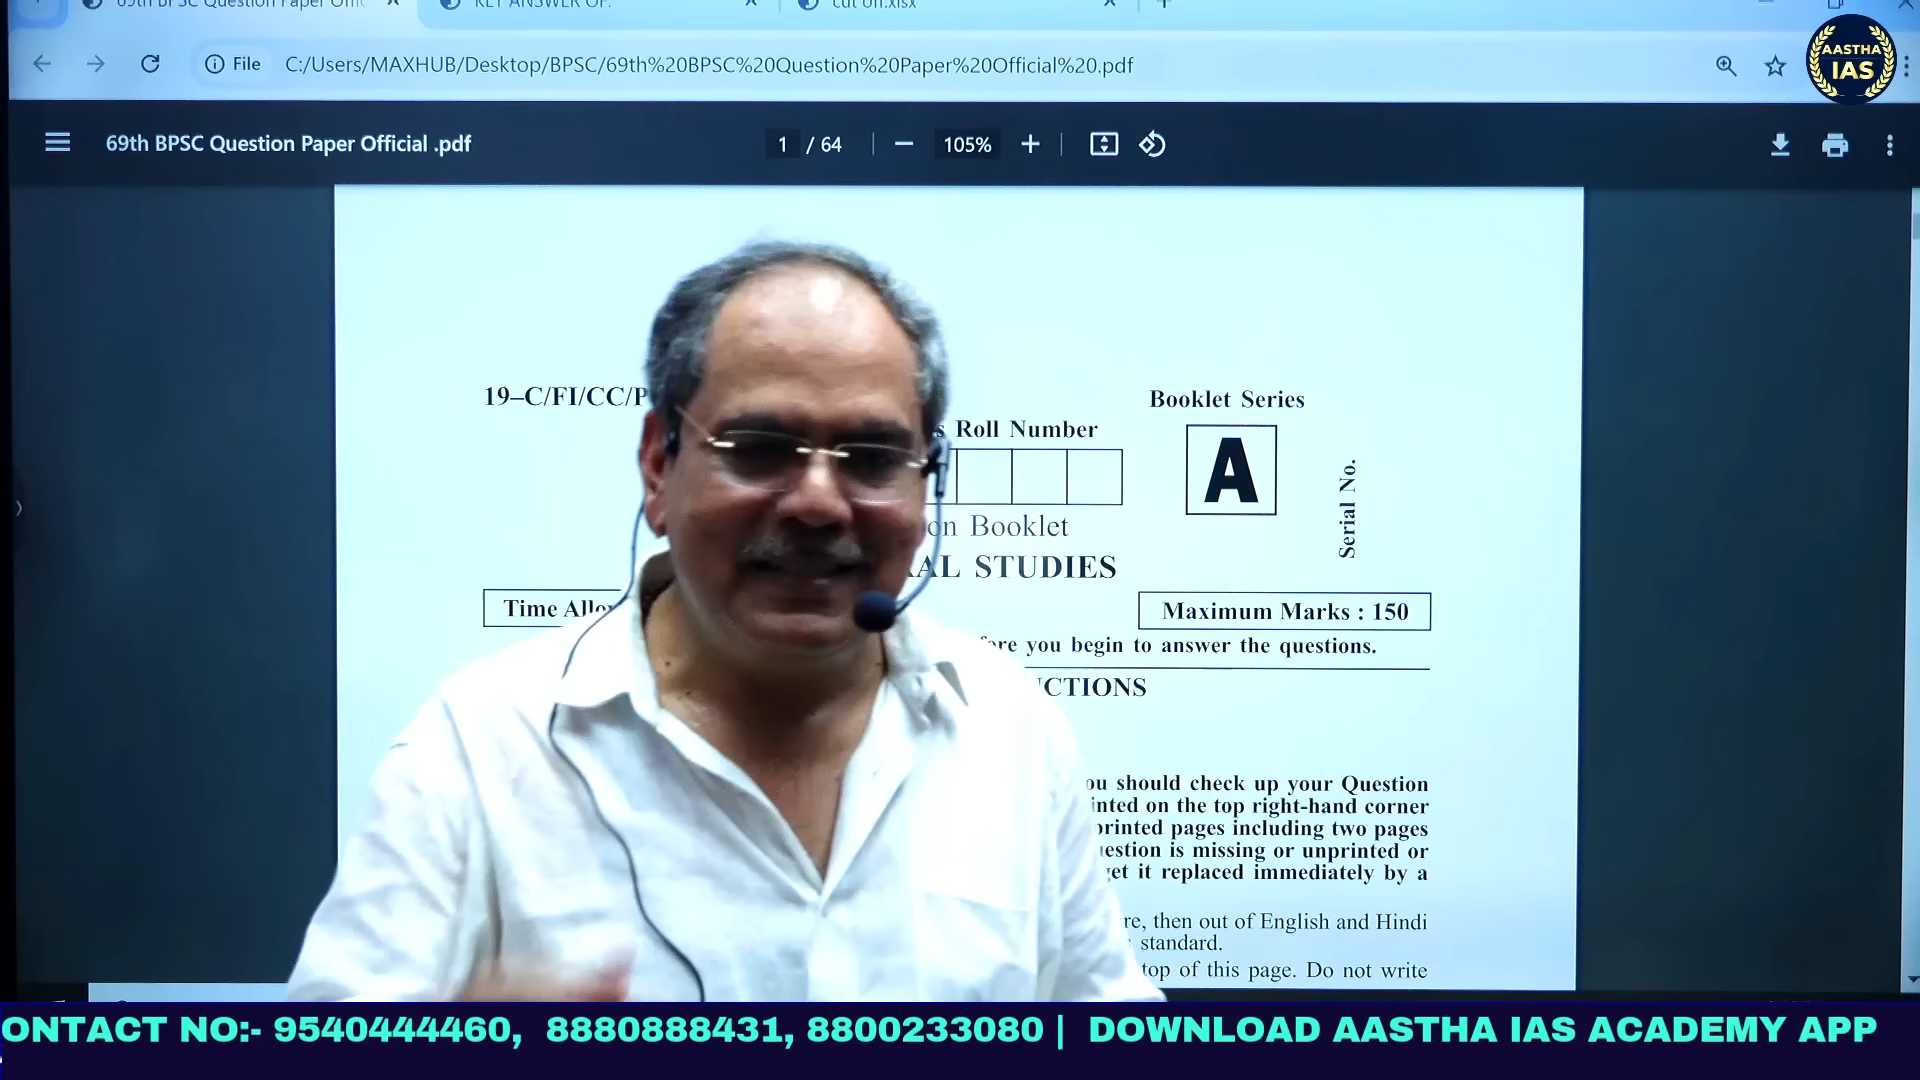 69th BPSC Question Paper Offic
KEY ANSWER OF.
cut off.xlsx
File
C:/Users/MAXHUB/Desktop/BPSC/69th%20BPSC%20Question%20Paper%20Official%20.pdf
AASTHA
IAS
69th BPSC Question Paper Official .pdf
1 / 64
105%
19–C/FI/CC/P
Booklet Series
s Roll Number
A
Serial No.
on Booklet
AL STUDIES
Time Allo
Maximum Marks : 150
fore you begin to answer the questions.
CTIONS
ou should check up your Question
inted on the top right-hand corner
printed pages including two pages
uestion is missing or unprinted or
get it replaced immediately by a
re, then out of English and Hindi
standard.
top of this page. Do not write
ONTACT NO:- 9540444460, 8880888431, 8800233080 | DOWNLOAD AASTHA IAS ACADEMY APP